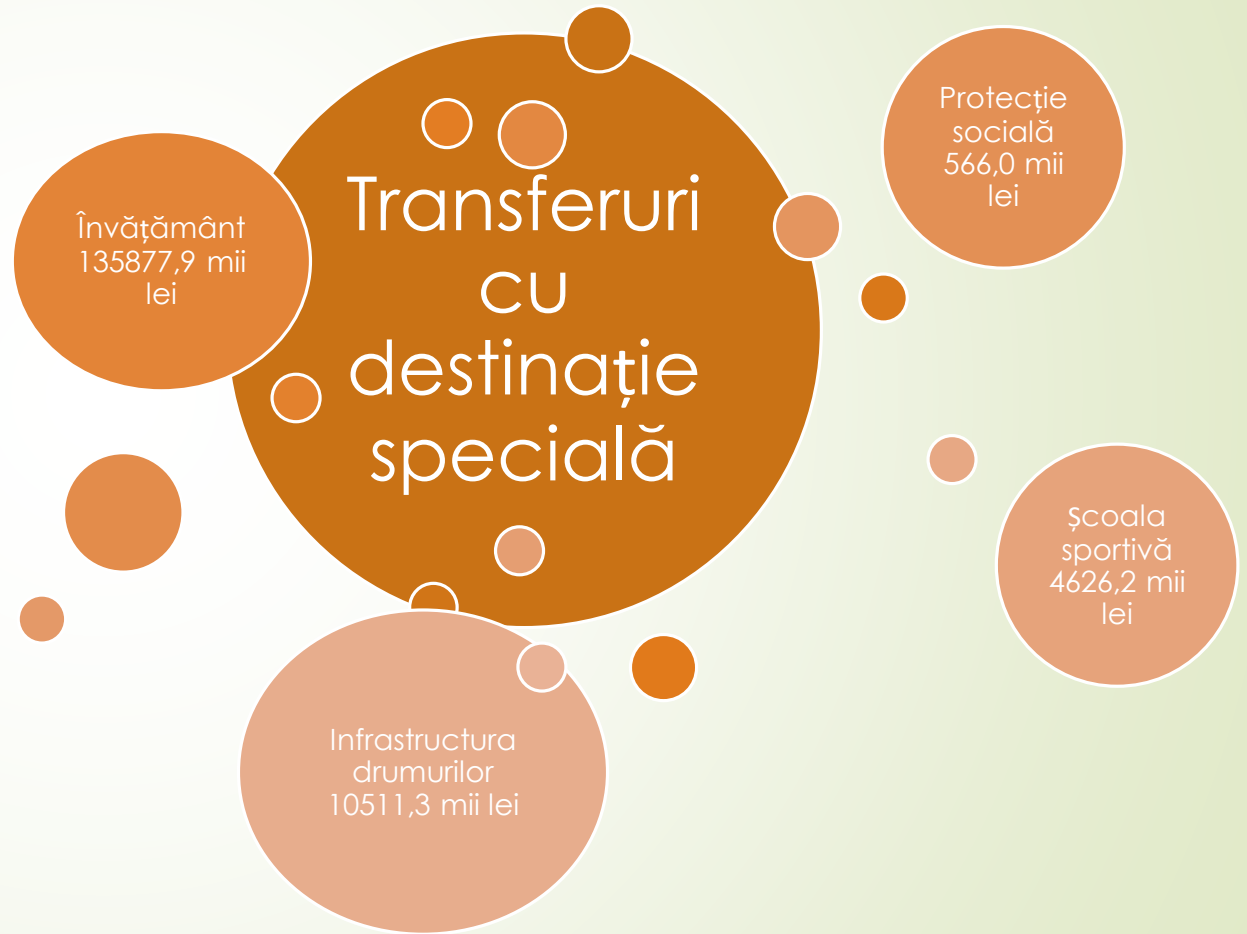 Transferuri
cu
destinație
specială
Învățământ
135877,9 mii
lei
Protecție
socială
566,0 mii
lei
Școala
sportivă
4626,2 mii
lei
Infrastructura
drumurilor
10511,3 mii lei